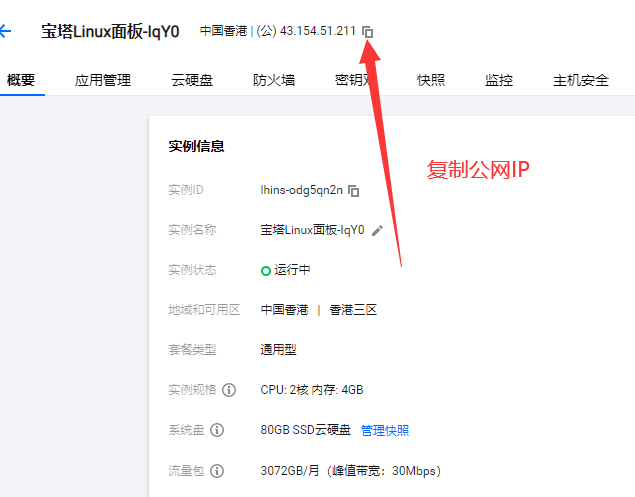 宝塔Linux面板-IqY0 中国香港 | (公) 43.154.51.211
概要 应用管理 云硬盘 防火墙 密钥对 快照 监控 主机安全
实例信息
复制公网IP
实例ID lhins-odg5qn2n
实例名称 宝塔Linux面板-IqY0
实例状态 运行中
地域和可用区 中国香港 | 香港三区
套餐类型 通用型
实例规格 CPU: 2核 内存: 4GB
系统盘 80GB SSD云硬盘 管理快照
流量包 3072GB/月（峰值带宽：30Mbps）